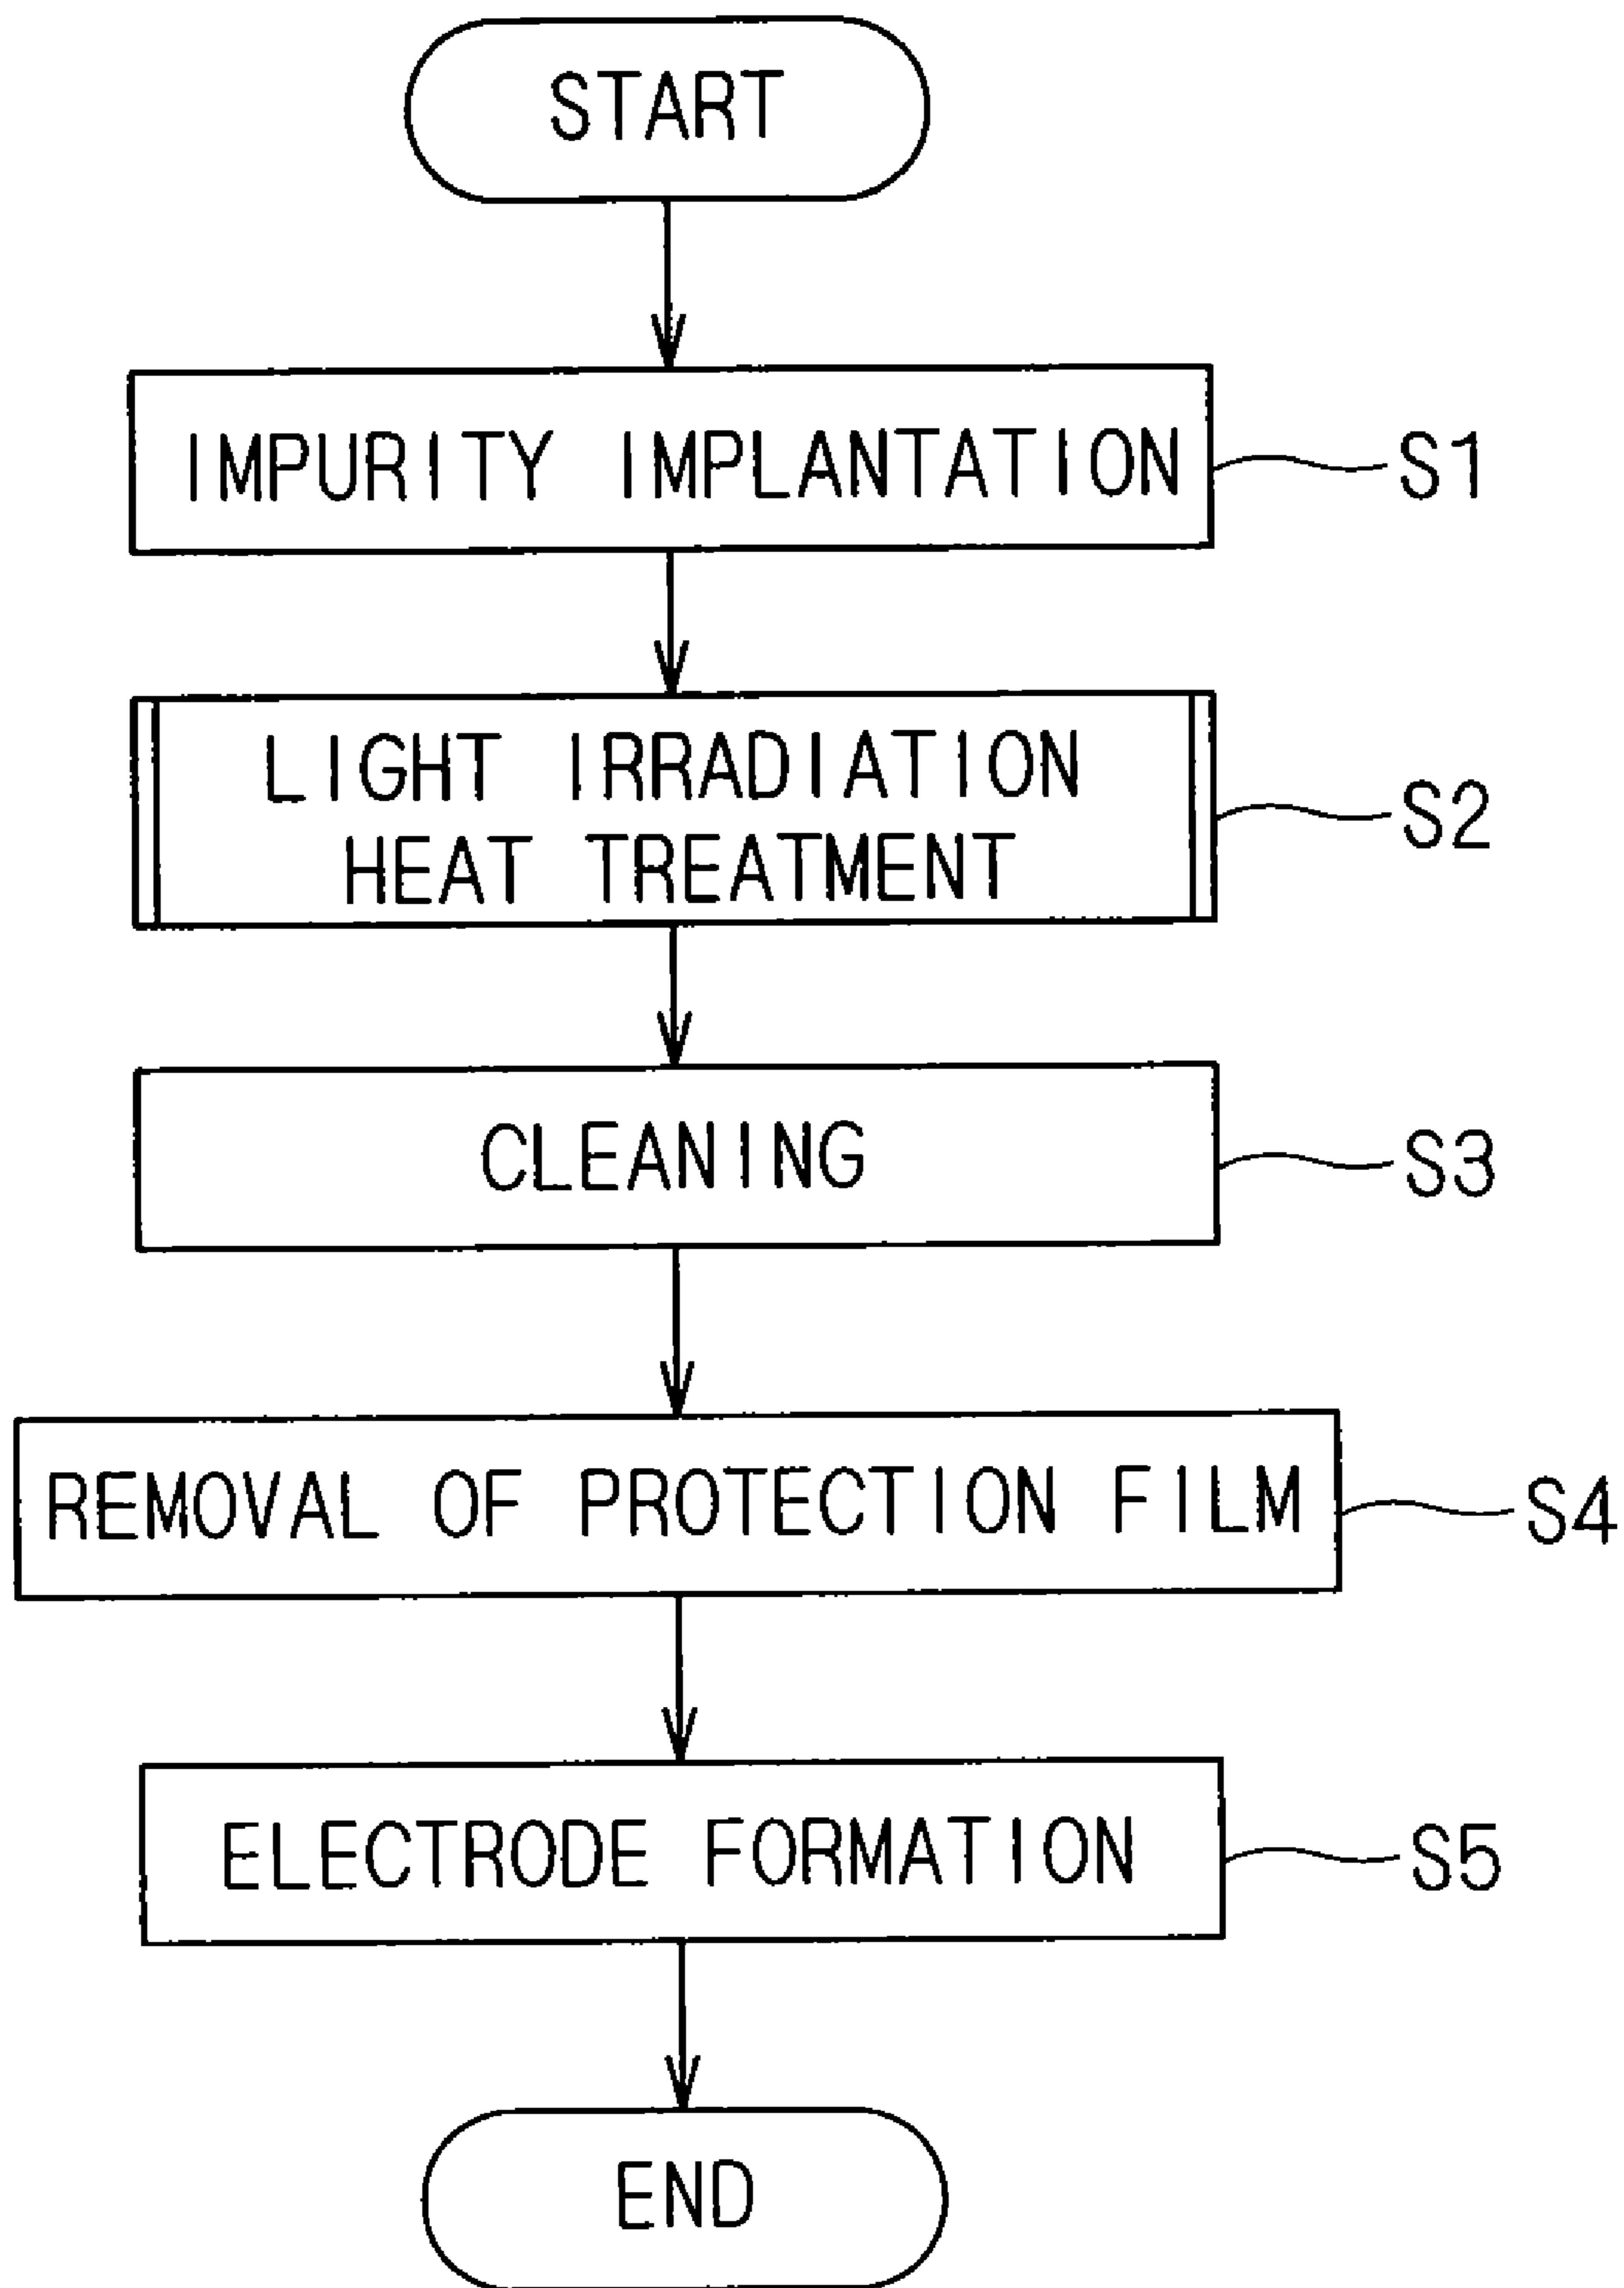 START
IMPURITY IMPLANTATION
S1
LIGHT IRRADIATION
HEAT TREATMENT
S2
CLEANING
S3
REMOVAL OF PROTECTION FILM
S4
ELECTRODE FORMATION
S5
END